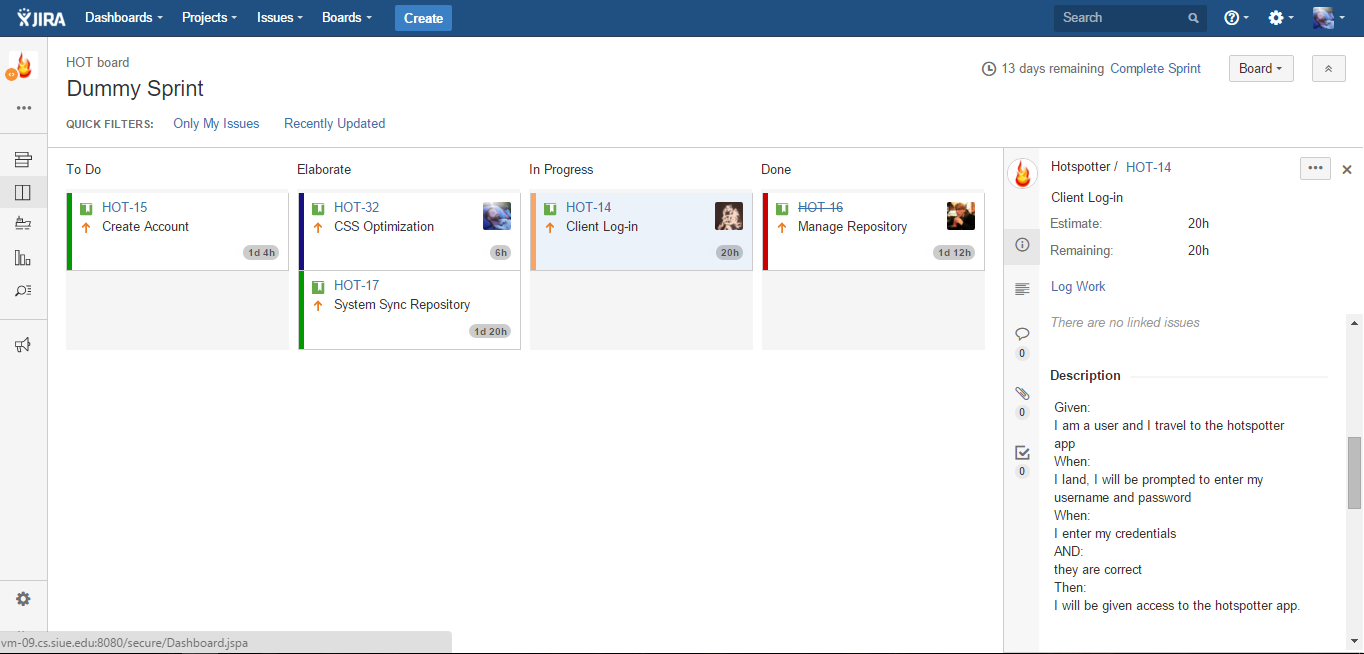 JIRA Dashboards Projects Issues Boards Create Search
HOT board
Dummy Sprint
13 days remaining Complete Sprint Board
QUICK FILTERS: Only My Issues Recently Updated
To Do Elaborate In Progress Done
HOT-15
Create Account
1d 4h
HOT-32
CSS Optimization
6h
HOT-17
System Sync Repository
1d 20h
HOT-14
Client Log-in
20h
HOT-16
Manage Repository
1d 12h
Hotspotter / HOT-14
Client Log-in
Estimate: 20h
Remaining: 20h
Log Work
There are no linked issues
0
0
0
Description
Given:
I am a user and I travel to the hotspotter
app
When:
I land, I will be prompted to enter my
username and password
When:
I enter my credentials
AND:
they are correct
Then:
I will be given access to the hotspotter app.
vm-09.cs.siue.edu:8080/secure/Dashboard.jspa